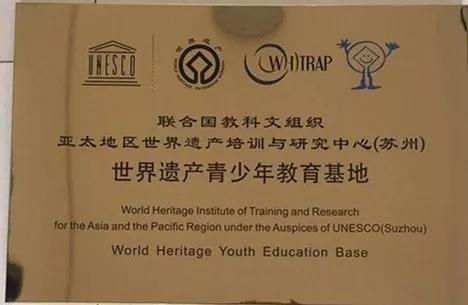 UNESCO
WHITRAP
联合国教科文组织
亚太地区世界遗产培训与研究中心(苏州)
世界遗产青少年教育基地
World Heritage Institute of Training and Research
for the Asia and the Pacific Region under the Auspices of UNESCO(Suzhou)
World Heritage Youth Education Base